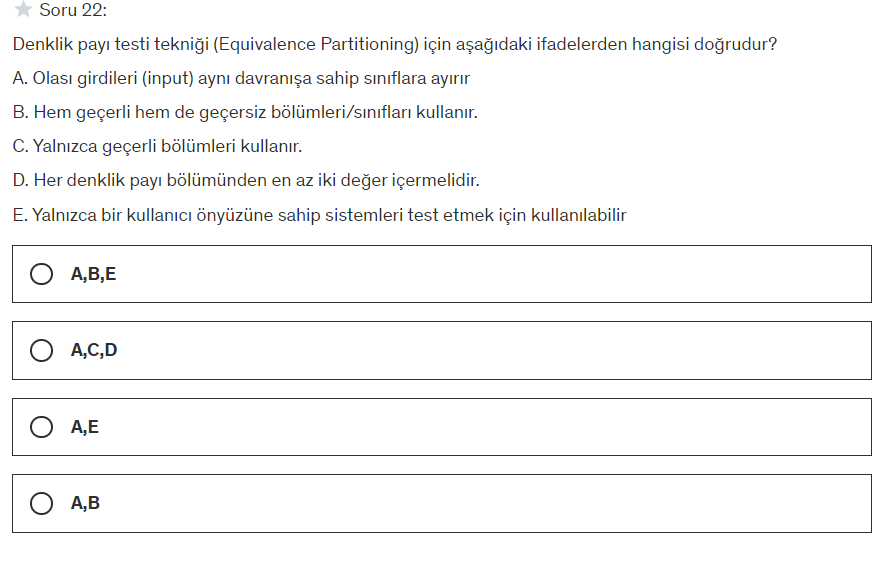 Soru 22:
Denklik payı testi tekniği (Equivalence Partitioning) için aşağıdaki ifadelerden hangisi doğrudur?
A. Olası girdileri (input) aynı davranışa sahip sınıflara ayırır
B. Hem geçerli hem de geçersiz bölümleri/sınıfları kullanır.
C. Yalnızca geçerli bölümleri kullanır.
D. Her denklik payı bölümünden en az iki değer içermelidir.
E. Yalnızca bir kullanıcı önyüzüne sahip sistemleri test etmek için kullanılabilir
A,B,E
A,C,D
A,E
A,B